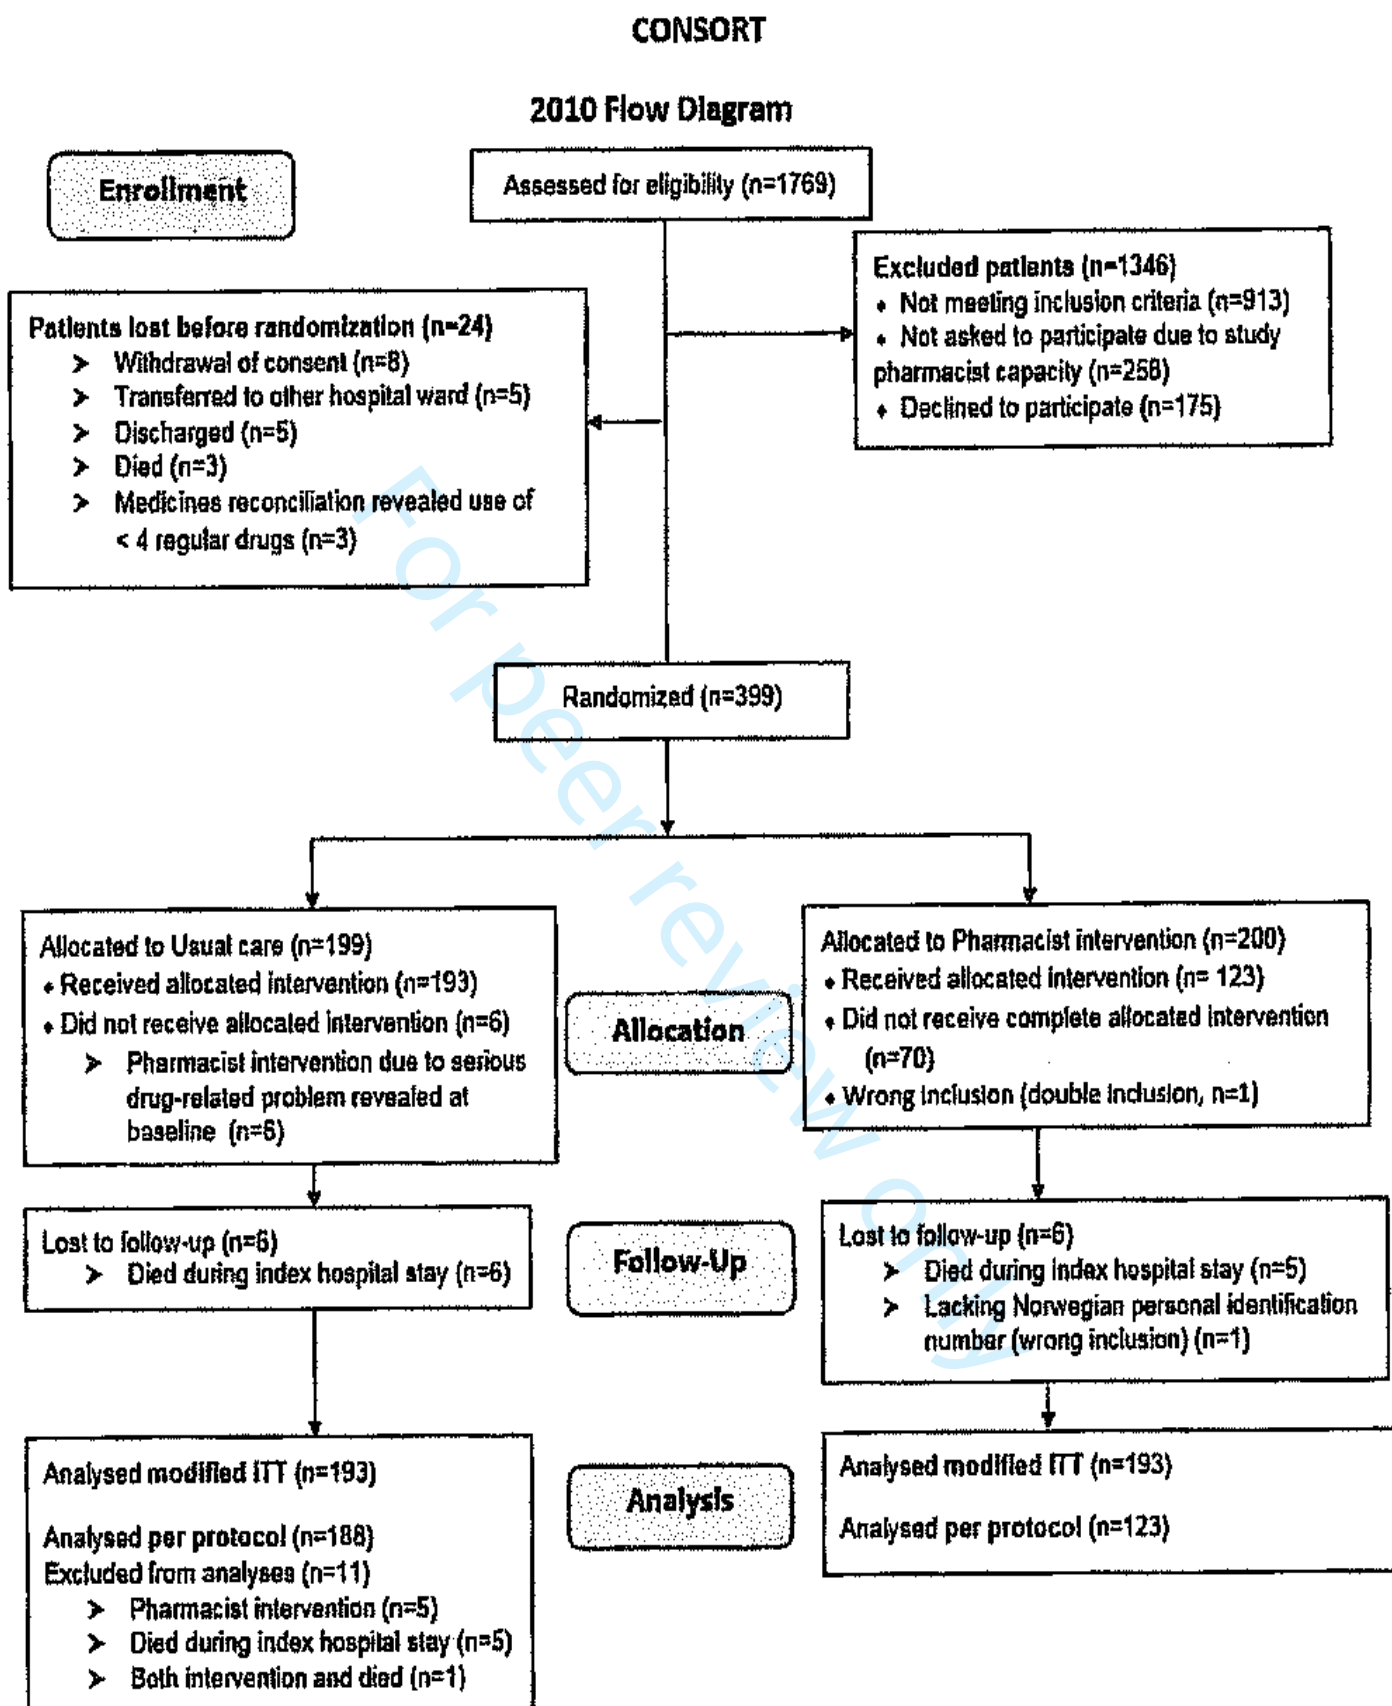 CONSORT
2010 Flow Diagram
Enrollment
Assessed for eligibility (n=1769)
Excluded patients (n=1346)
♦ Not meeting inclusion criteria (n=913)
♦ Not asked to participate due to study
pharmacist capacity (n=258)
♦ Declined to participate (n=175)
Patients lost before randomization (n=24)
➤ Withdrawal of consent (n=8)
➤ Transferred to other hospital ward (n=5)
➤ Discharged (n=5)
➤ Died (n=3)
➤ Medicines reconciliation revealed use of
< 4 regular drugs (n=3)
Randomized (n=399)
Allocated to Usual care (n=199)
♦ Received allocated intervention (n=193)
♦ Did not receive allocated intervention (n=6)
➤ Pharmacist intervention due to serious
drug-related problem revealed at
baseline (n=6)
Allocation
Allocated to Pharmacist intervention (n=200)
♦ Received allocated intervention (n= 123)
♦ Did not receive complete allocated intervention
(n=70)
♦ Wrong inclusion (double inclusion, n=1)
Lost to follow-up (n=6)
➤ Died during index hospital stay (n=6)
Follow-Up
Lost to follow-up (n=6)
➤ Died during index hospital stay (n=5)
➤ Lacking Norwegian personal identification
number (wrong inclusion) (n=1)
Analysed modified ITT (n=193)
Analysed per protocol (n=188)
Excluded from analyses (n=11)
➤ Pharmacist intervention (n=5)
➤ Died during index hospital stay (n=5)
➤ Both intervention and died (n=1)
Analysis
Analysed modified ITT (n=193)
Analysed per protocol (n=123)
For peer review only